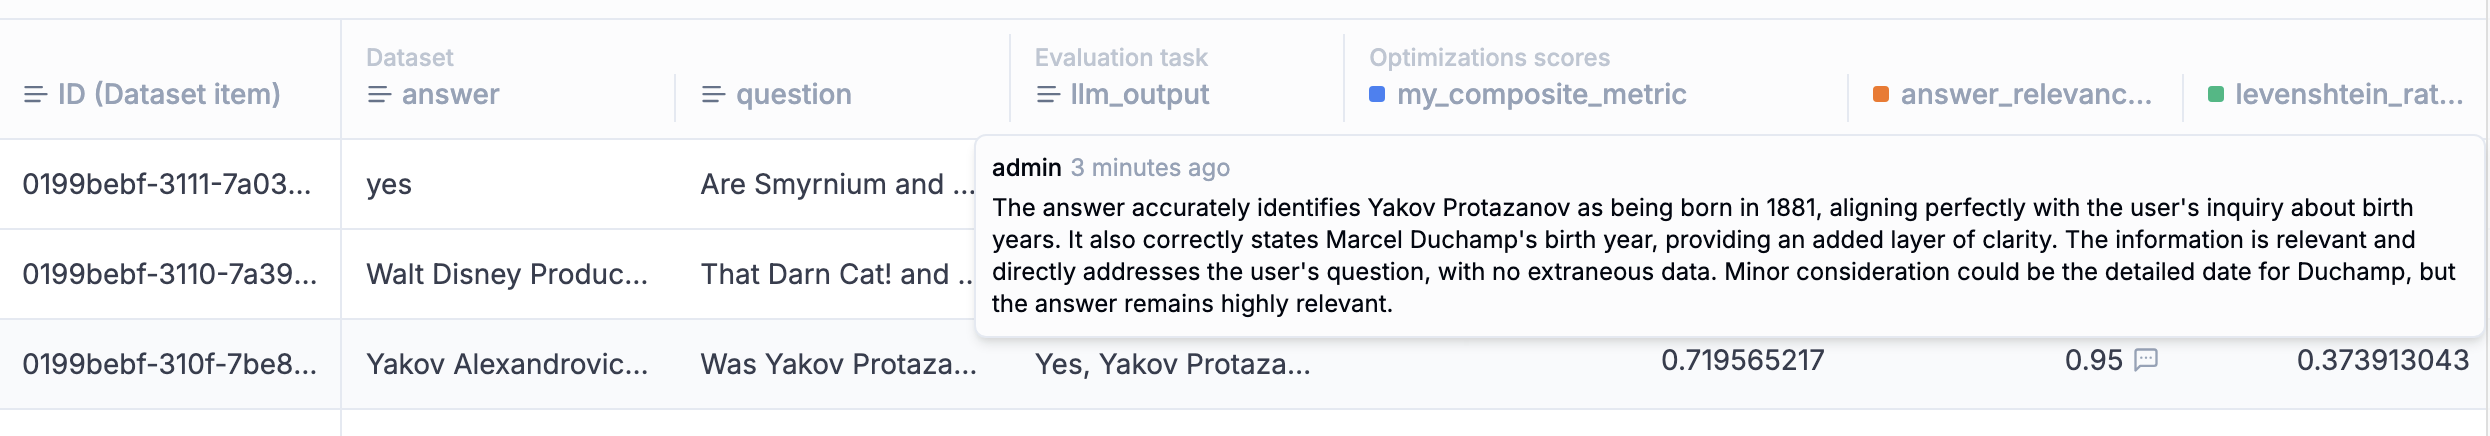 Dataset
Evaluation task
Optimizations scores
ID (Dataset item)
answer
question
llm_output
my_composite_metric
answer_relevanc...
levenshtein_rat...
0199bebf-3111-7a03...
yes
Are Smyrnium and ...
admin 3 minutes ago
The answer accurately identifies Yakov Protazanov as being born in 1881, aligning perfectly with the user's inquiry about birth
years. It also correctly states Marcel Duchamp's birth year, providing an added layer of clarity. The information is relevant and
directly addresses the user's question, with no extraneous data. Minor consideration could be the detailed date for Duchamp, but
the answer remains highly relevant.
0199bebf-3110-7a39...
Walt Disney Produc...
That Darn Cat! and ...
0199bebf-310f-7be8...
Yakov Alexandrovic...
Was Yakov Protaza...
Yes, Yakov Protaza...
0.719565217
0.95
0.373913043